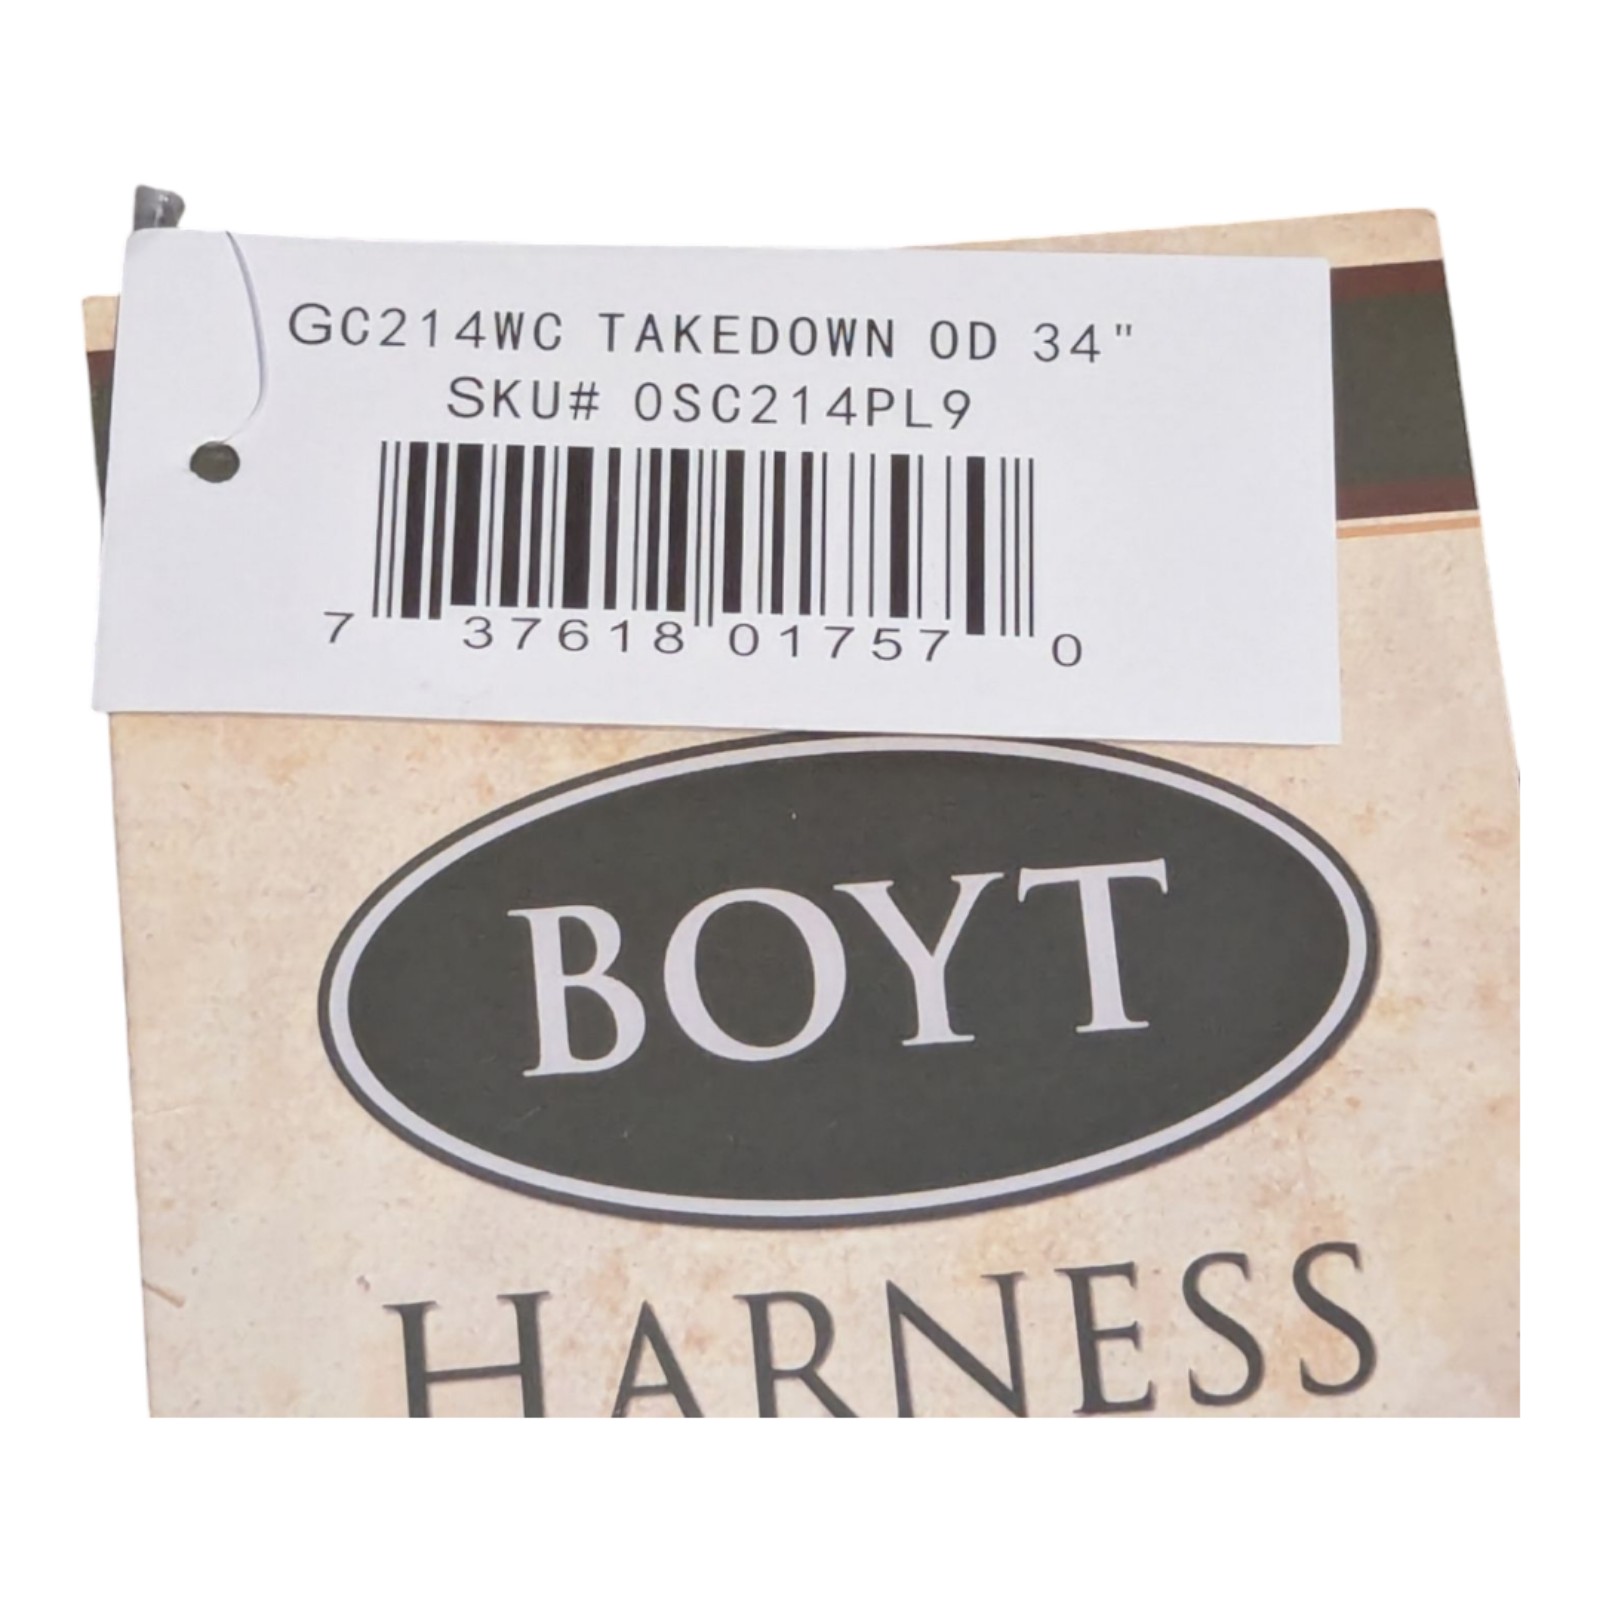 GC214WC TAKEDOWN OD 34"
SKU# 0SC214PL9
7 37618 01757 0
BOYT
HARNESS